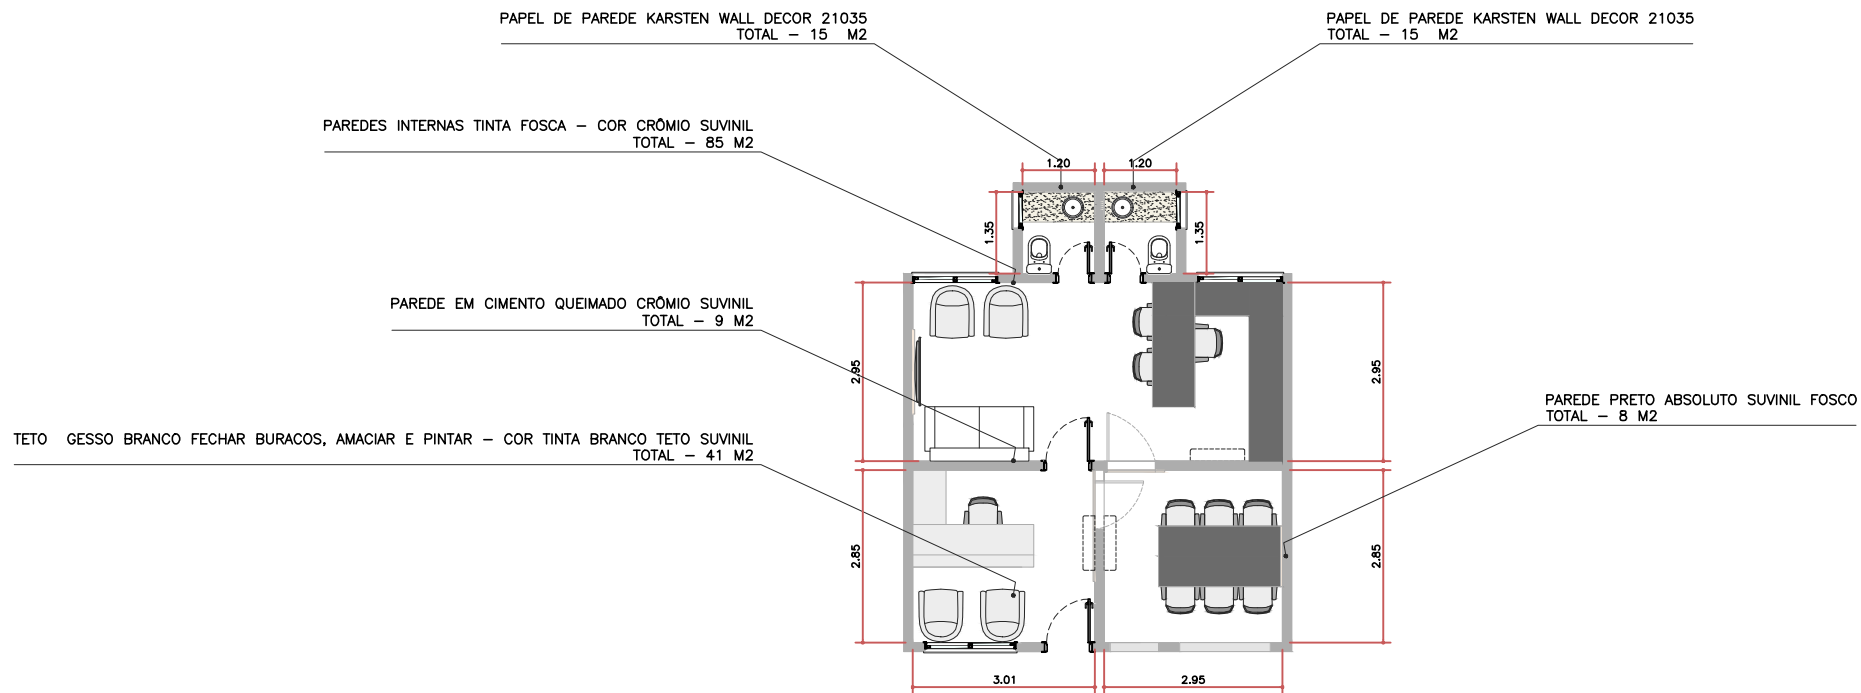 PAPEL DE PAREDE KARSTEN WALL DECOR 21035
TOTAL – 15 M2
PAPEL DE PAREDE KARSTEN WALL DECOR 21035
TOTAL – 15 M2
PAREDES INTERNAS TINTA FOSCA – COR CRÔMIO SUVINIL
TOTAL – 85 M2
1.20
1.20
1.35
1.35
PAREDE EM CIMENTO QUEIMADO CRÔMIO SUVINIL
TOTAL – 9 M2
2.95
2.95
PAREDE PRETO ABSOLUTO SUVINIL FOSCO
TOTAL – 8 M2
TETO GESSO BRANCO FECHAR BURACOS, AMACIAR E PINTAR – COR TINTA BRANCO TETO SUVINIL
TOTAL – 41 M2
2.85
2.85
3.01
2.95